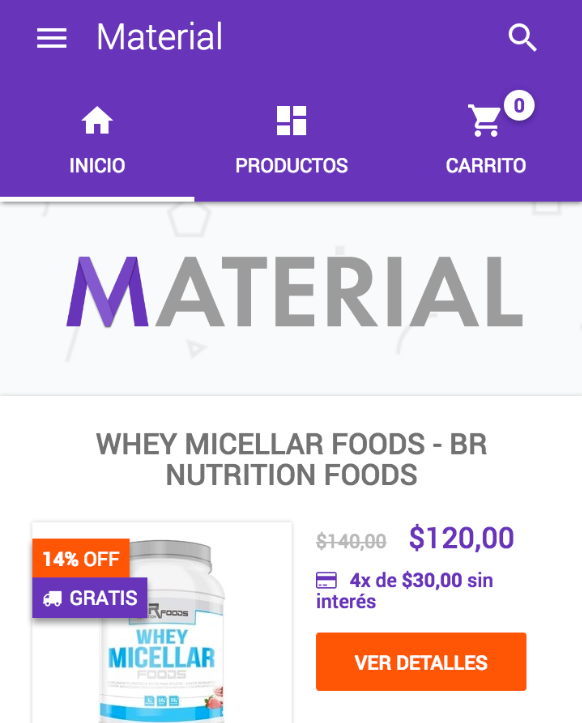 Material
0
INICIO
PRODUCTOS
CARRITO
MATERIAL
WHEY MICELLAR FOODS - BR
NUTRITION FOODS
$140,00 $120,00
14% OFF
GRATIS
4x de $30,00 sin
interés
FOODS
WHEY
MICELLAR
FOODS
VER DETALLES